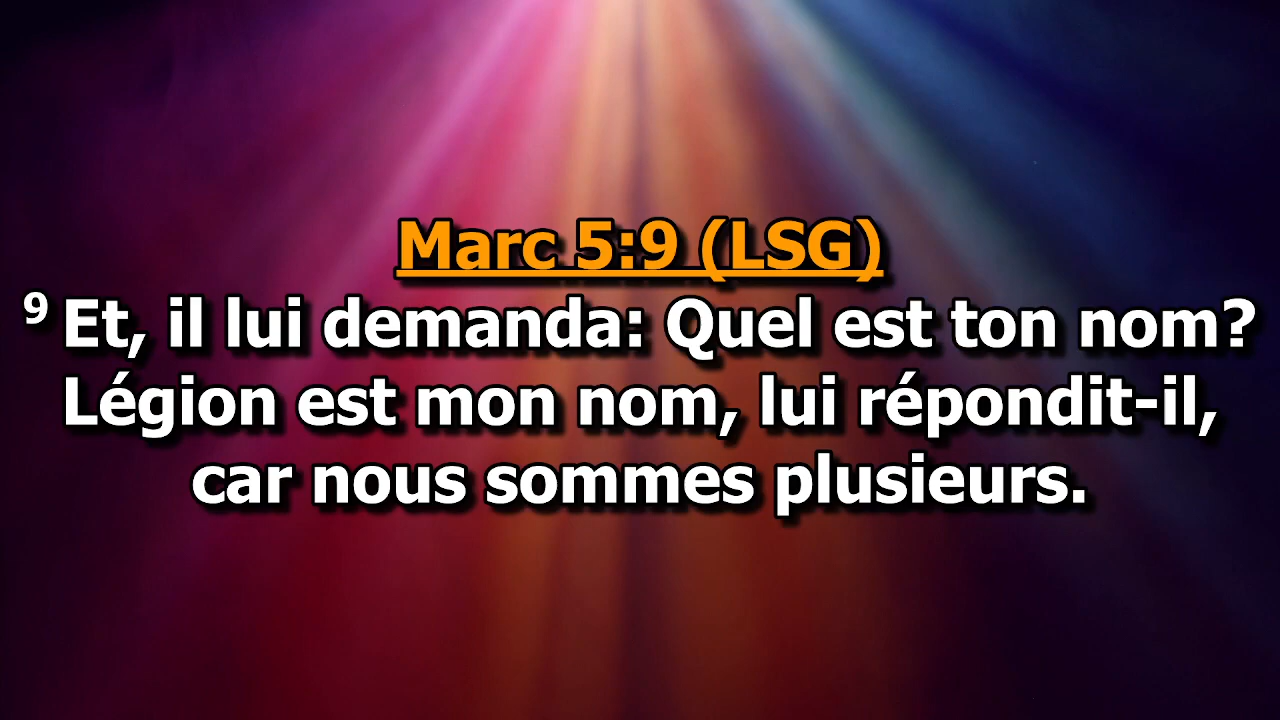 Marc 5:9 (LSG)
9 Et, il lui demanda: Quel est ton nom?
Légion est mon nom, lui répondit-il,
car nous sommes plusieurs.